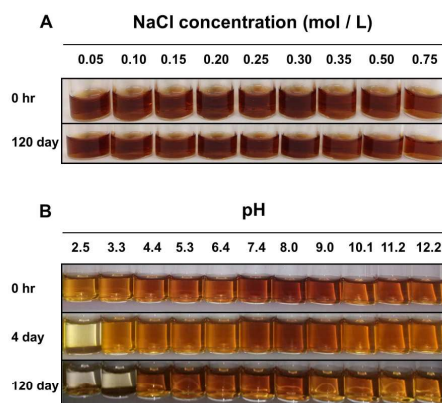 A
NaCl concentration (mol / L)
0.05 0.10 0.15 0.20 0.25 0.30 0.35 0.50 0.75
0 hr
120 day
B
pH
2.5 3.3 4.4 5.3 6.4 7.4 8.0 9.0 10.1 11.2 12.2
0 hr
4 day
120 day